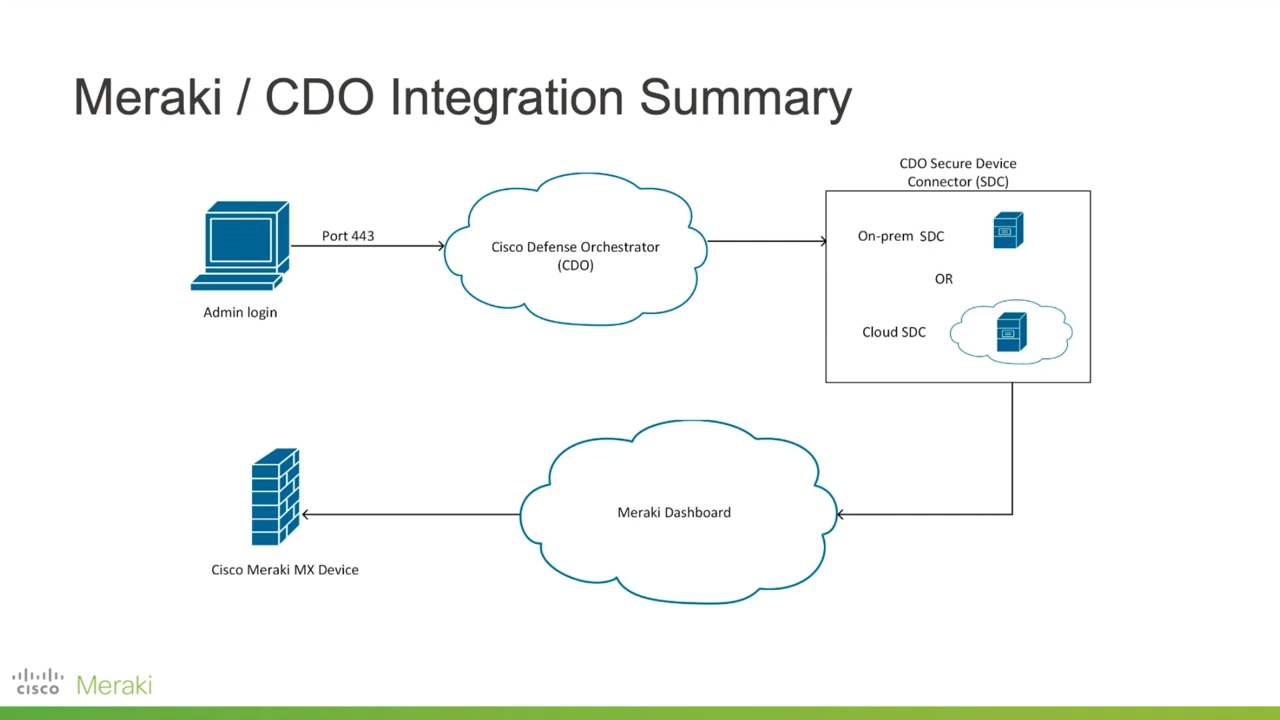 Meraki / CDO Integration Summary
CDO Secure Device
Connector (SDC)
Port 443
Cisco Defense Orchestrator
(CDO)
On-prem SDC
OR
Cloud SDC
Admin login
Meraki Dashboard
Cisco Meraki MX Device
CISCO Meraki